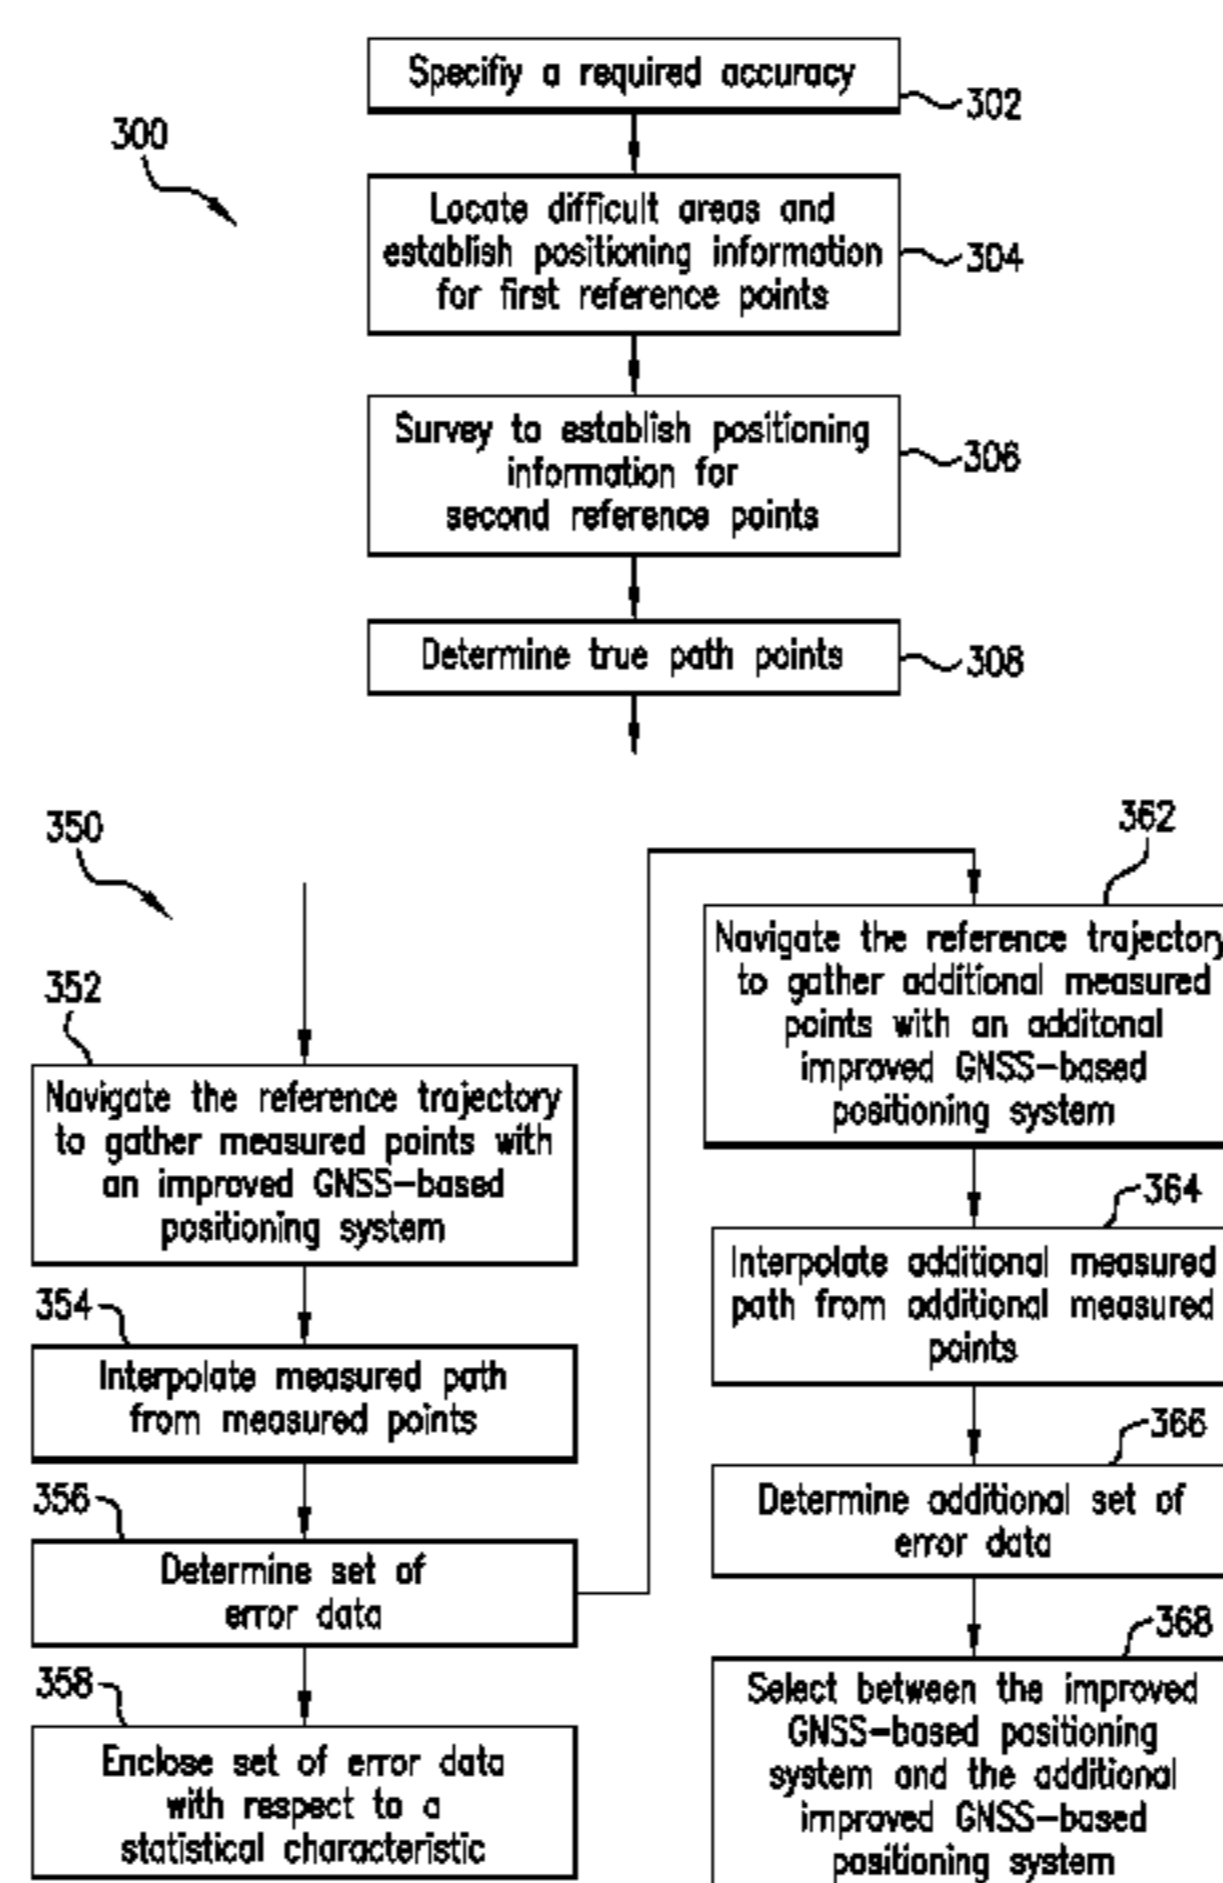 Specifiy a required accuracy
302
300
Locate difficult areas and
establish positioning information
for first reference points
304
Survey to establish positioning
information for
second reference points
306
Determine true path points
308
350
352
Navigate the reference trajectory
to gather measured points with
an improved GNSS-based
positioning system
354
Interpolate measured path
from measured points
356
Determine set of
error data
358
Enclose set of error data
with respect to a
statistical characteristic
362
Navigate the reference trajectory
to gather additional measured
points with an additonal
improved GNSS-based
positioning system
364
Interpolate additional measured
path from additional measured
points
366
Determine additional set of
error data
368
Select between the improved
GNSS-based positioning
system and the additional
improved GNSS-based
positioning system